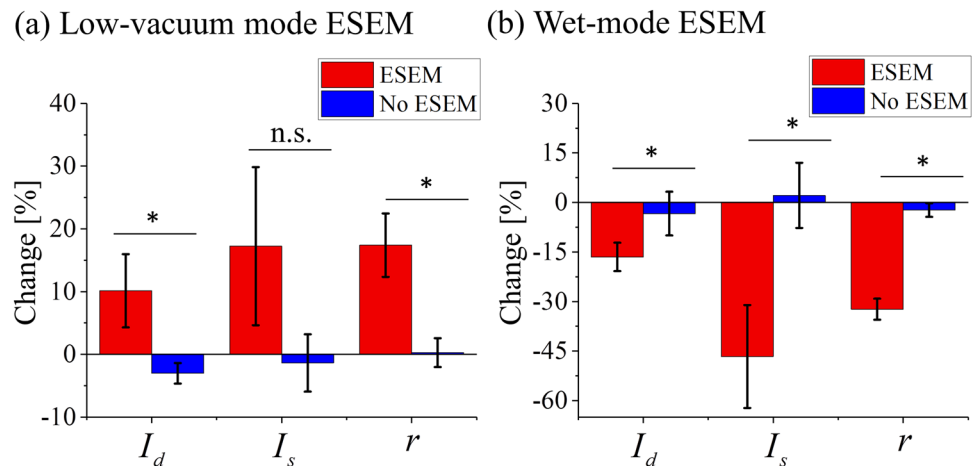 (a) Low-vacuum mode ESEM
ESEM
No ESEM
Change [%]
40
30
20
10
0
-10
*
n.s.
*
I_d
I_s
r
(b) Wet-mode ESEM
ESEM
No ESEM
Change [%]
30
15
0
-15
-30
-45
-60
*
*
*
I_d
I_s
r